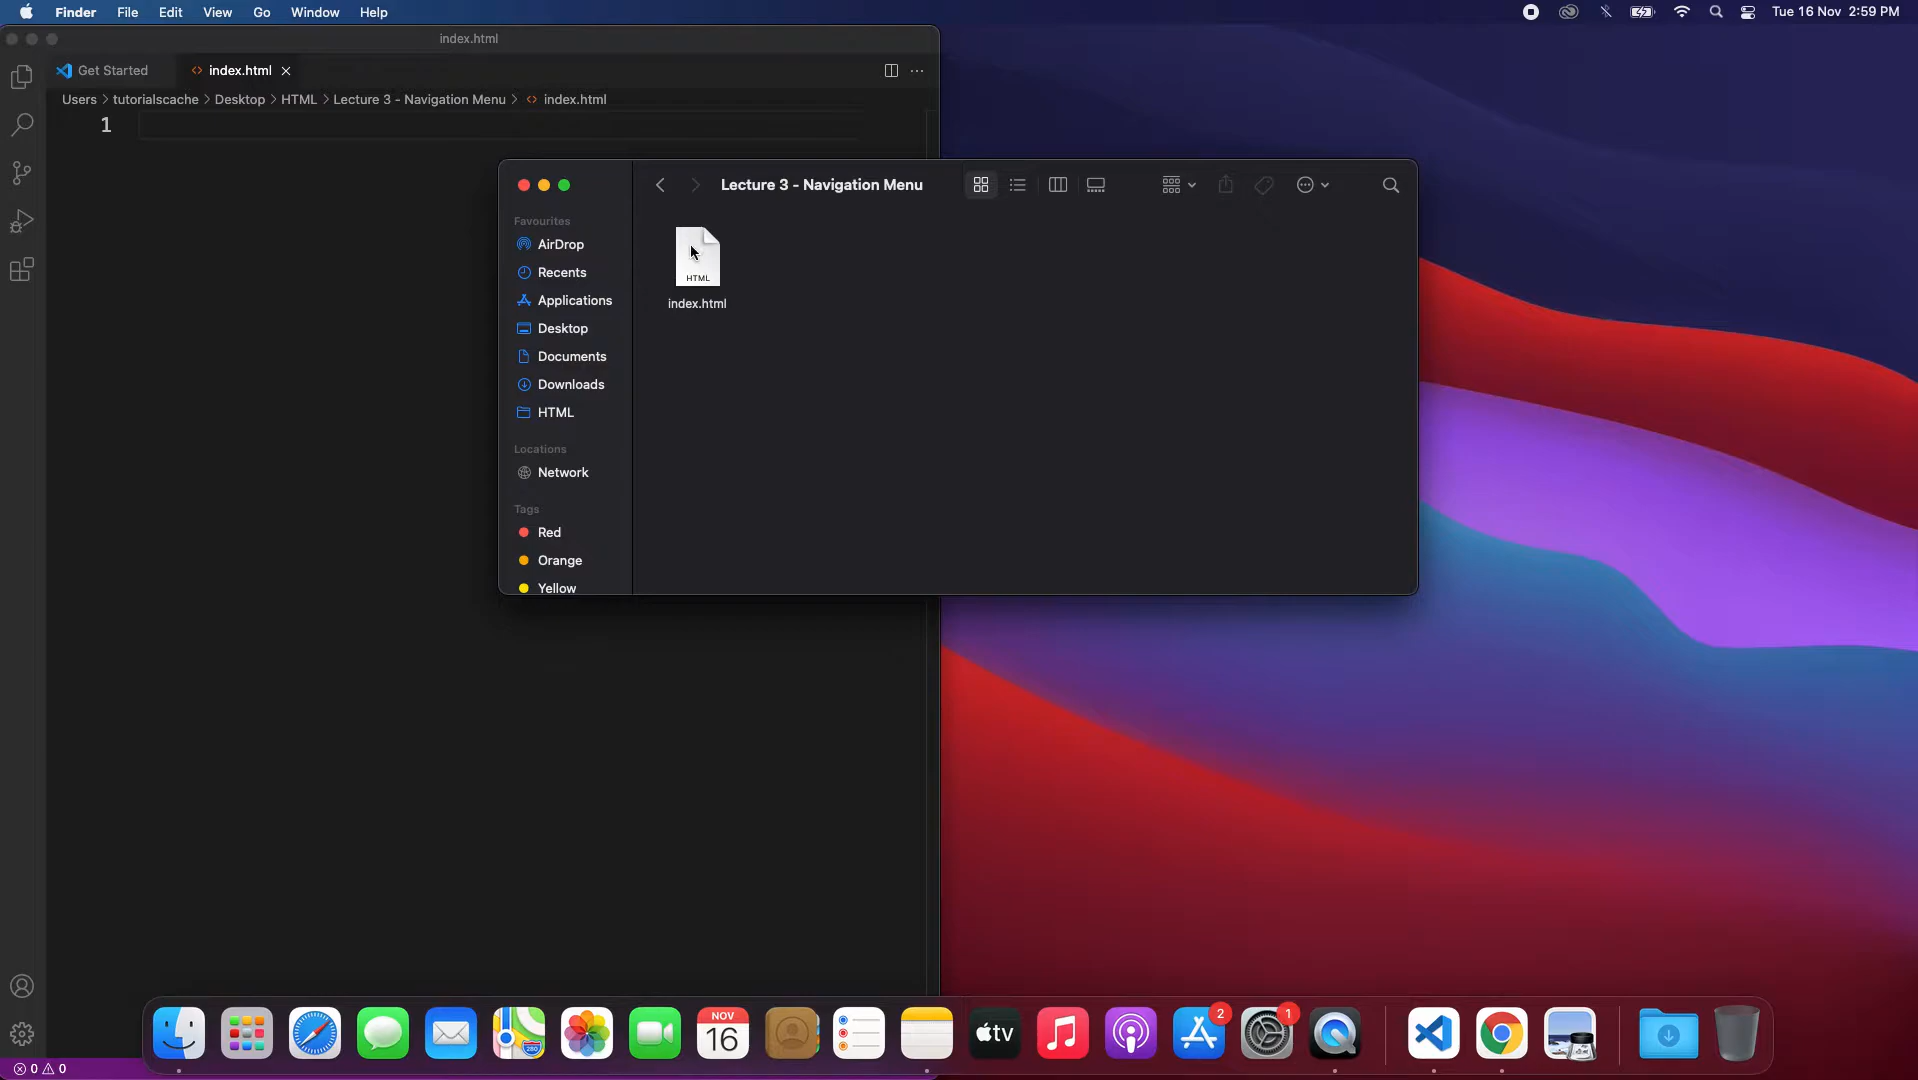 Finder File Edit View Go Window Help
Tue 16 Nov 2:59 PM
index.html
Get Started
<> index.html
Users > tutorialscache > Desktop > HTML > Lecture 3 - Navigation Menu > <> index.html
1
Lecture 3 - Navigation Menu
Favourites
AirDrop
Recents
Applications
Desktop
Documents
Downloads
HTML
Locations
Network
Tags
Red
Orange
Yellow
HTML
index.html
NOV
16
280
tv
2
1
0 0